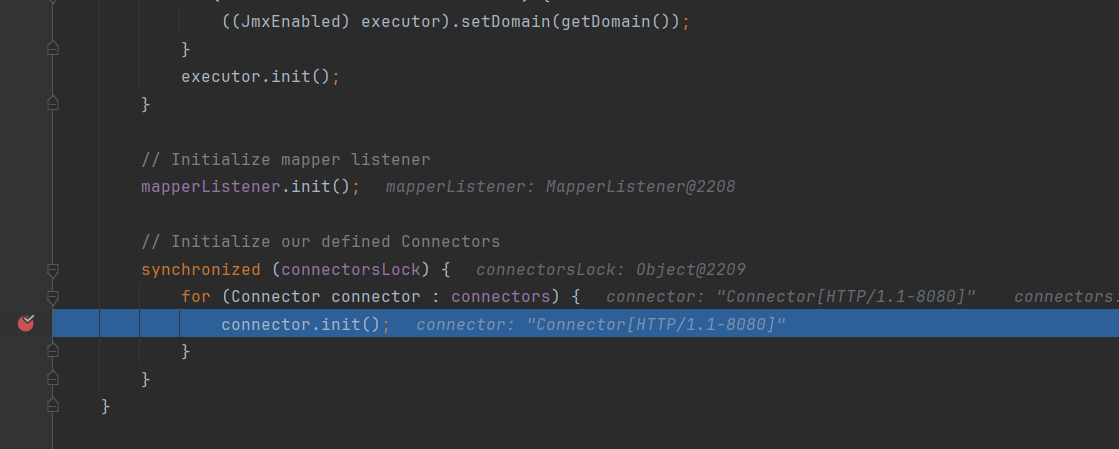 ((JmxEnabled) executor).setDomain(getDomain());
}
executor.init();
}
// Initialize mapper listener
mapperListener.init(); mapperListener: MapperListener@2208
// Initialize our defined Connectors
synchronized (connectorsLock) { connectorsLock: Object@2209
for (Connector connector : connectors) { connector: "Connector[HTTP/1.1-8080]" connectors:
connector.init(); connector: "Connector[HTTP/1.1-8080]"
}
}
}